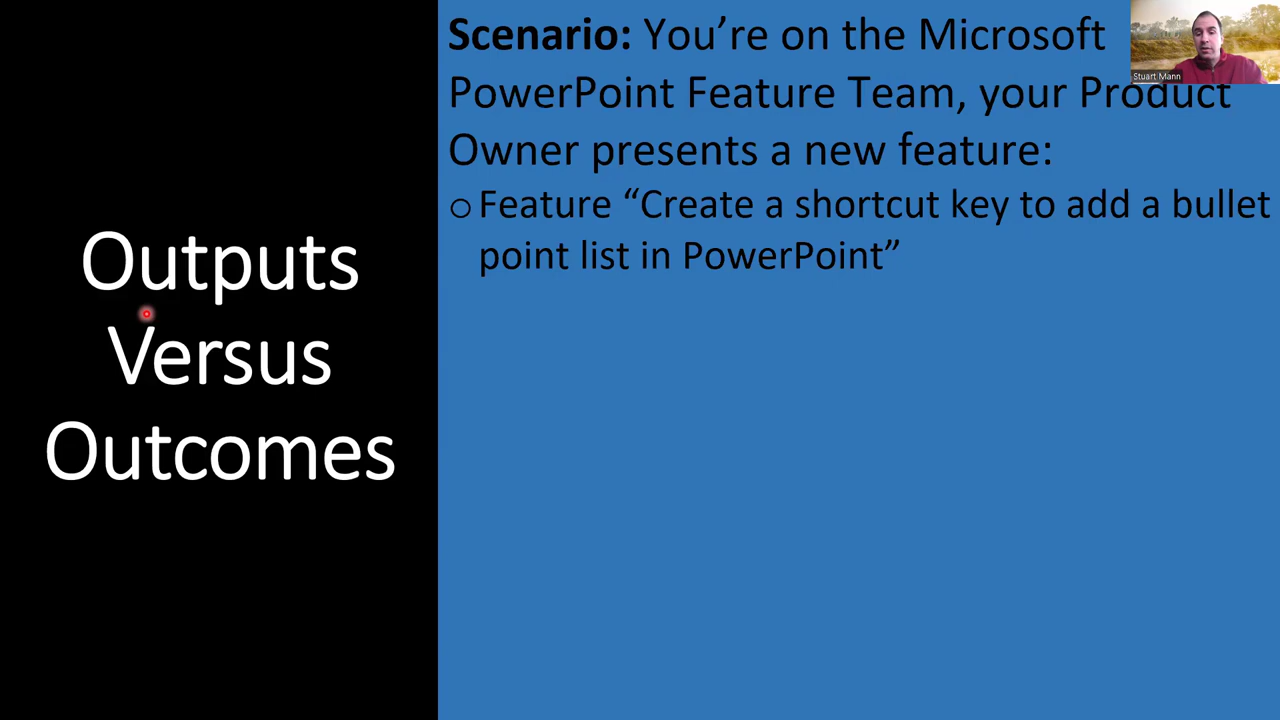 Outputs
Versus
Outcomes
Scenario: You’re on the Microsoft
PowerPoint Feature Team, your Product
Owner presents a new feature:
o Feature “Create a shortcut key to add a bullet
point list in PowerPoint”
Stuart Mann